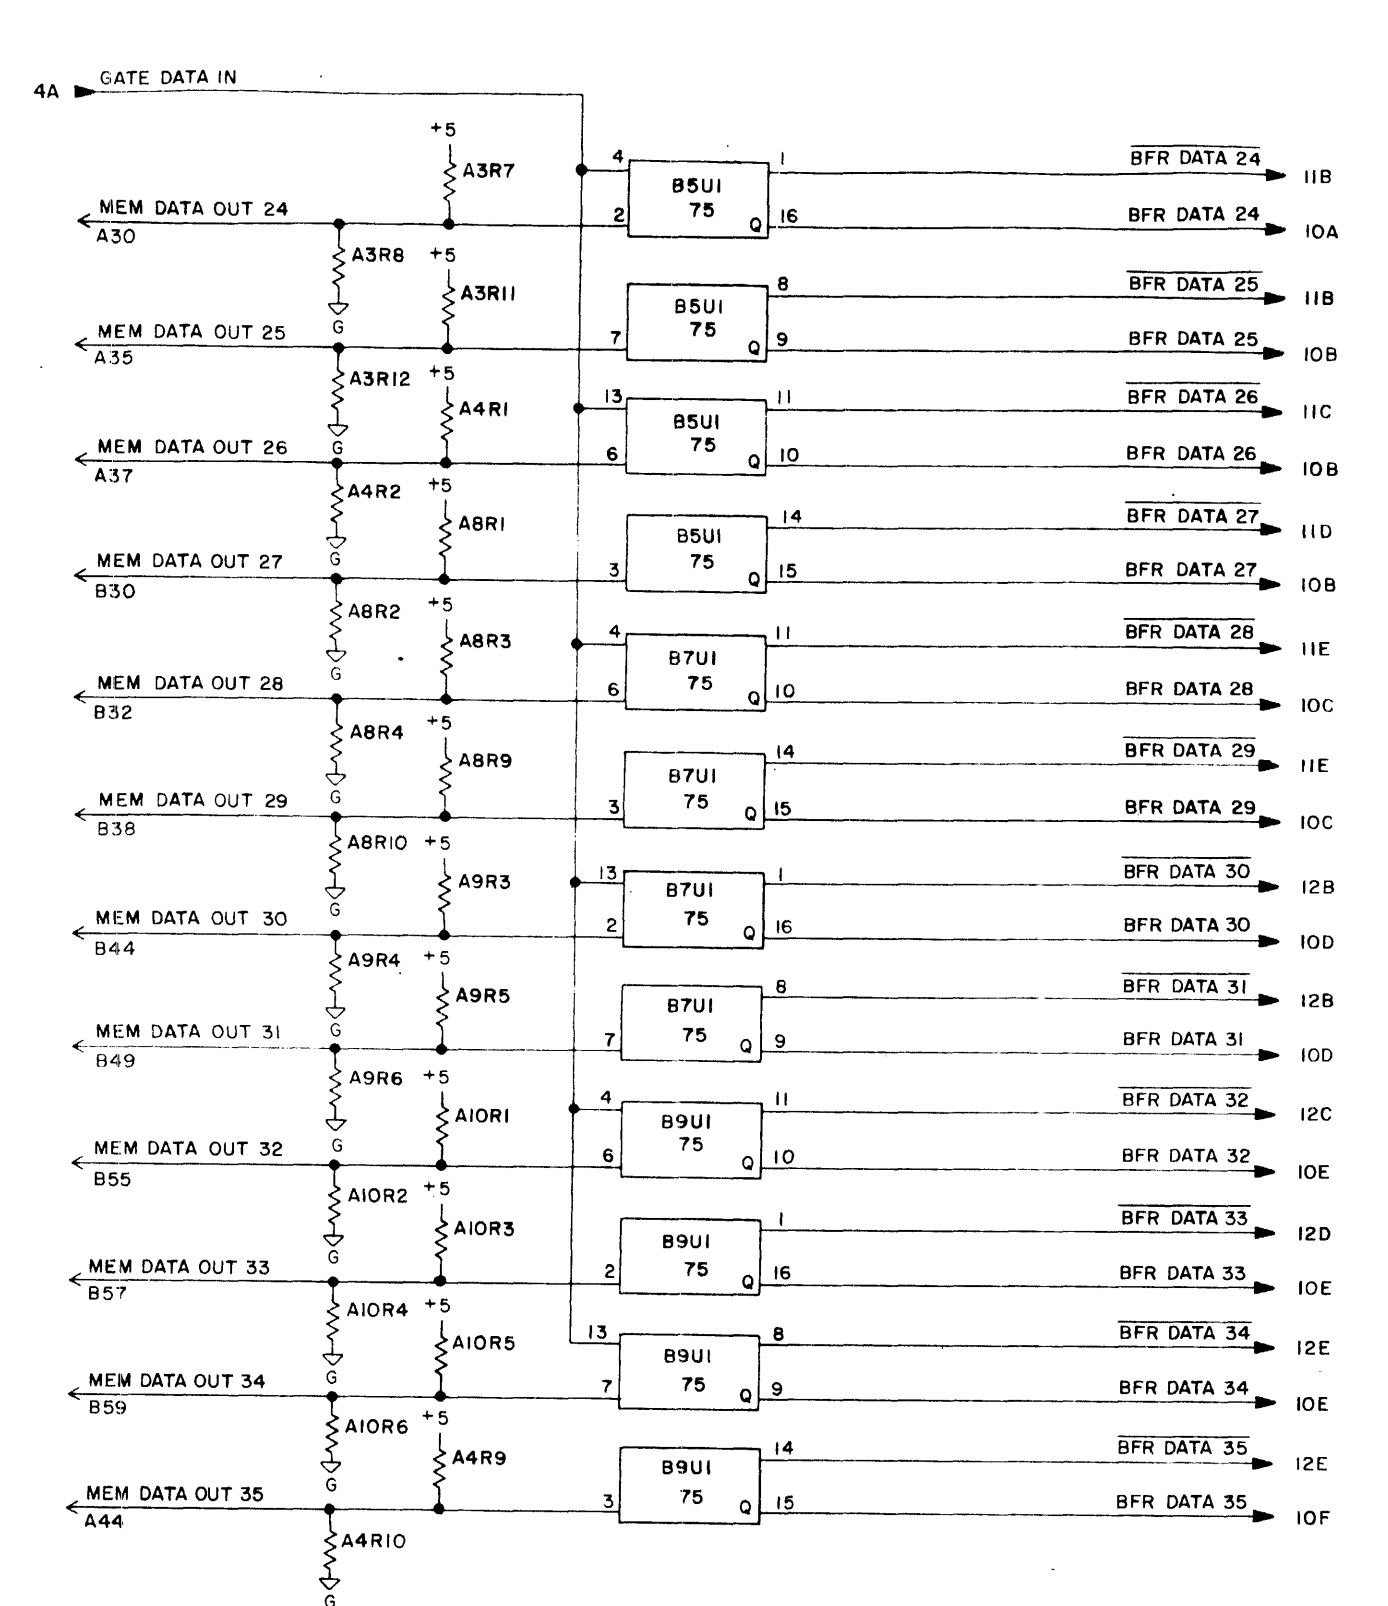 GATE DATA IN
4A
+5
A3R7
4
B5U1
75
Q
2
1
16
BFR DATA 24
11B
BFR DATA 24
10A
MEM DATA OUT 24
A30
A3R8
G
+5
A3R11
B5U1
75
Q
7
8
9
BFR DATA 25
11B
BFR DATA 25
10B
MEM DATA OUT 25
A35
A3R12
G
+5
A4R1
13
B5U1
75
Q
6
11
10
BFR DATA 26
11C
BFR DATA 26
10B
MEM DATA OUT 26
A37
A4R2
G
+5
A8R1
B5U1
75
Q
3
14
15
BFR DATA 27
11D
BFR DATA 27
10B
MEM DATA OUT 27
B30
A8R2
G
+5
A8R3
4
B7U1
75
Q
6
11
10
BFR DATA 28
11E
BFR DATA 28
10C
MEM DATA OUT 28
B32
A8R4
G
+5
A8R9
B7U1
75
Q
3
14
15
BFR DATA 29
11E
BFR DATA 29
10C
MEM DATA OUT 29
B38
A8R10
G
+5
A9R3
13
B7U1
75
Q
2
1
16
BFR DATA 30
12B
BFR DATA 30
10D
MEM DATA OUT 30
B44
A9R4
G
+5
A9R5
B7U1
75
Q
7
8
9
BFR DATA 31
12B
BFR DATA 31
10D
MEM DATA OUT 31
B49
A9R6
G
+5
A10R1
4
B9U1
75
Q
6
11
10
BFR DATA 32
12C
BFR DATA 32
10E
MEM DATA OUT 32
B55
A10R2
G
+5
A10R3
B9U1
75
Q
2
1
16
BFR DATA 33
12D
BFR DATA 33
10E
MEM DATA OUT 33
B57
A10R4
G
+5
A10R5
13
B9U1
75
Q
7
8
9
BFR DATA 34
12E
BFR DATA 34
10E
MEM DATA OUT 34
B59
A10R6
G
+5
A4R9
B9U1
75
Q
3
14
15
BFR DATA 35
12E
BFR DATA 35
10F
MEM DATA OUT 35
A44
A4R10
G